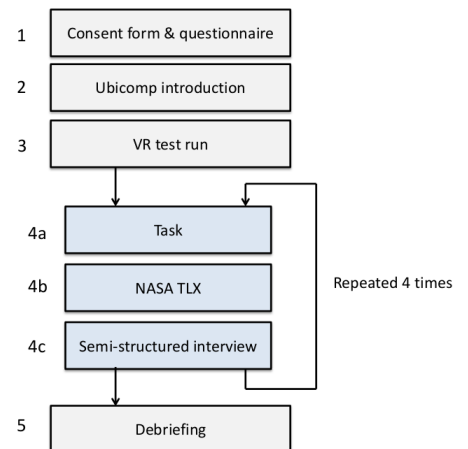 1 Consent form & questionnaire
2 Ubicomp introduction
3 VR test run
4a Task
4b NASA TLX
Repeated 4 times
4c Semi-structured interview
5 Debriefing